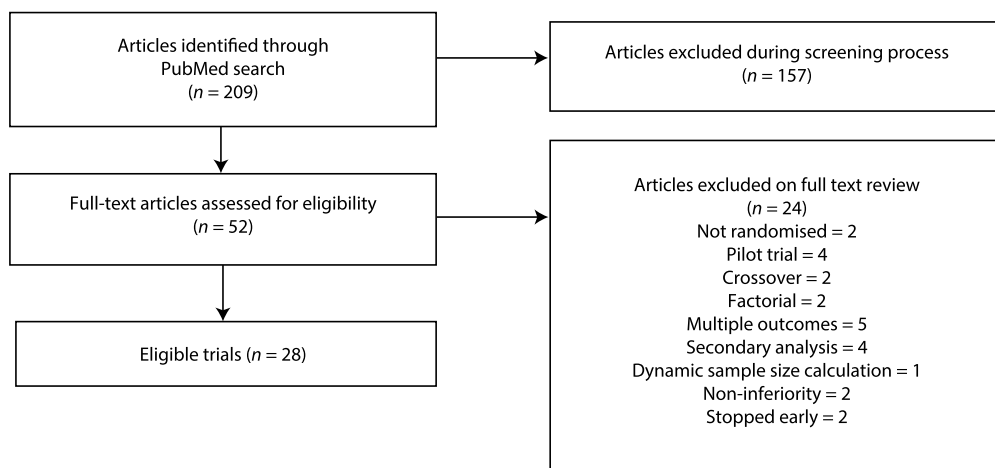 Articles identified through
PubMed search
(n = 209)
Articles excluded during screening process
(n = 157)
Full-text articles assessed for eligibility
(n = 52)
Articles excluded on full text review
(n = 24)
Not randomised = 2
Pilot trial = 4
Crossover = 2
Factorial = 2
Multiple outcomes = 5
Secondary analysis = 4
Dynamic sample size calculation = 1
Non-inferiority = 2
Stopped early = 2
Eligible trials (n = 28)